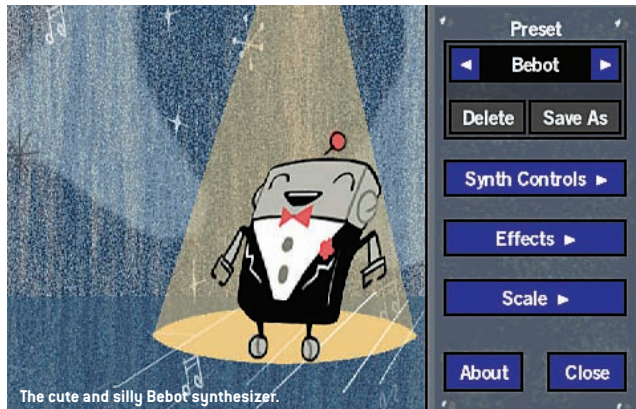 Preset
Bebot
Delete Save As
Synth Controls
Effects
Scale
About Close
The cute and silly Bebot synthesizer.